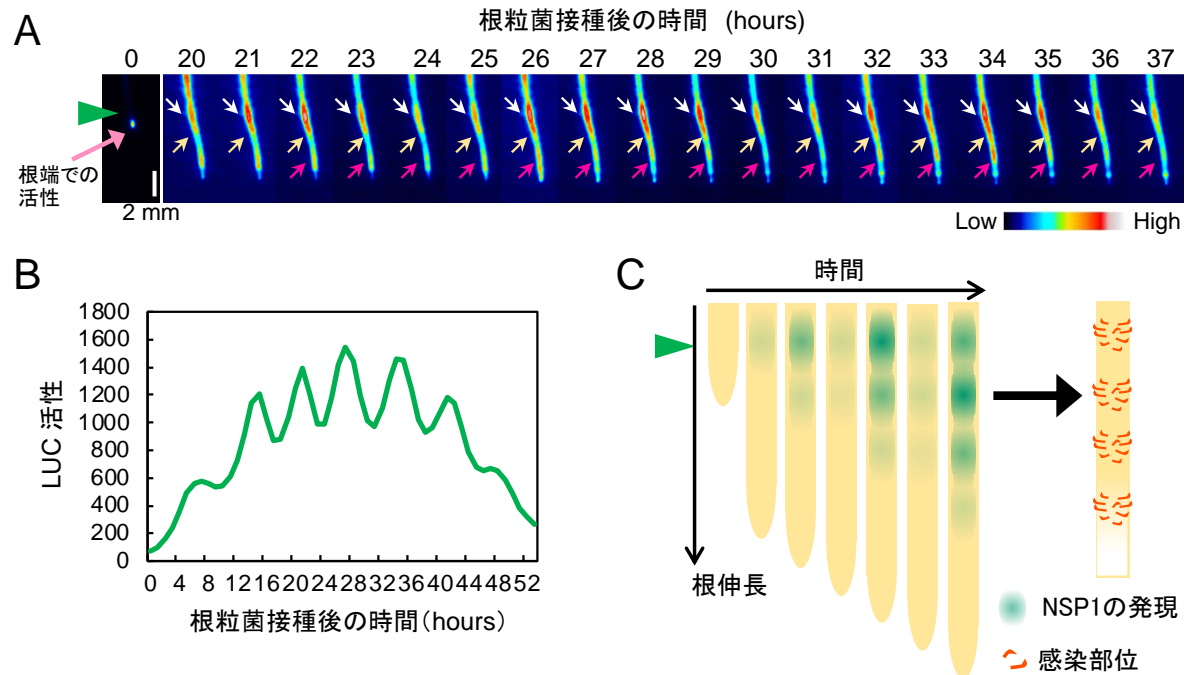 A
根粒菌接種後の時間 (hours)
0 20 21 22 23 24 25 26 27 28 29 30 31 32 33 34 35 36 37
根端での
活性
2 mm
Low High
B
1800
1600
1400
1200
1000
800
600
400
200
0
LUC 活性
0 4 8 12 16 20 24 28 32 36 40 44 48 52
根粒菌接種後の時間(hours)
C
時間
根伸長
NSP1の発現
感染部位